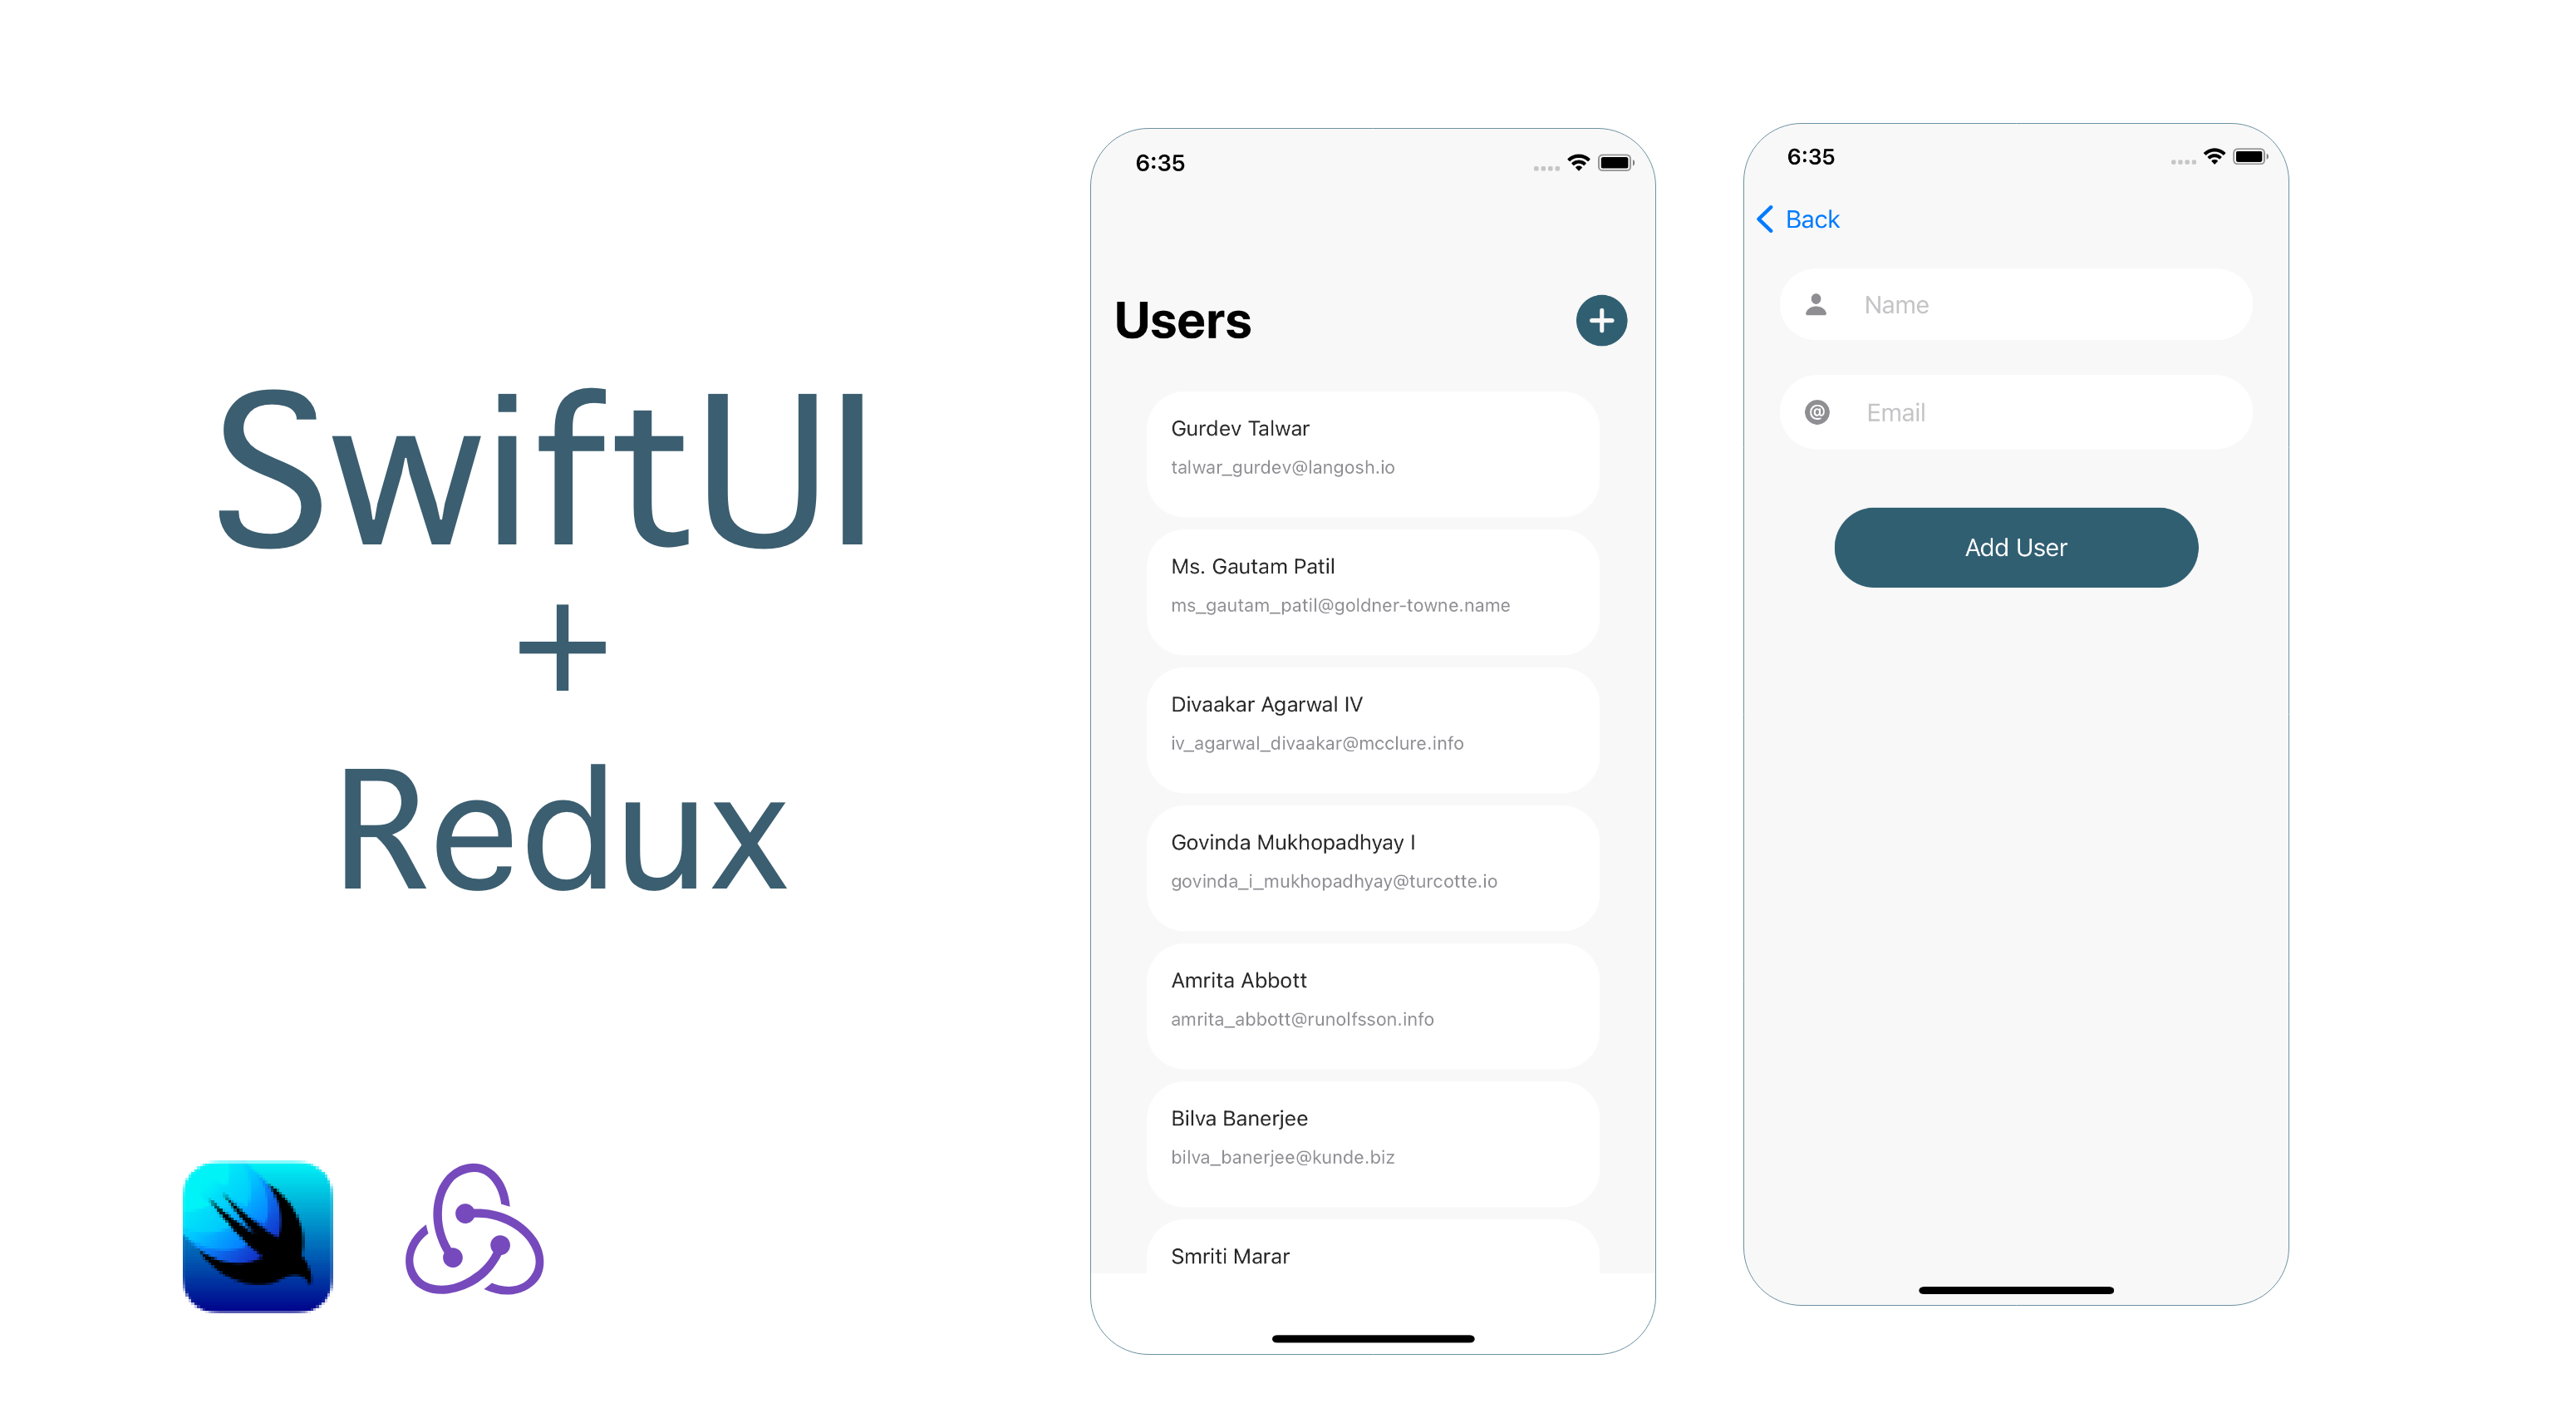 SwiftUI
+
Redux
6:35
Users
Gurdev Talwar
talwar_gurdev@langosh.io
Ms. Gautam Patil
ms_gautam_patil@goldner-towne.name
Divaakar Agarwal IV
iv_agarwal_divaakar@mcclure.info
Govinda Mukhopadhyay I
govinda_i_mukhopadhyay@turcotte.io
Amrita Abbott
amrita_abbott@runolfsson.info
Bilva Banerjee
bilva_banerjee@kunde.biz
Smriti Marar
6:35
Back
Name
Email
Add User